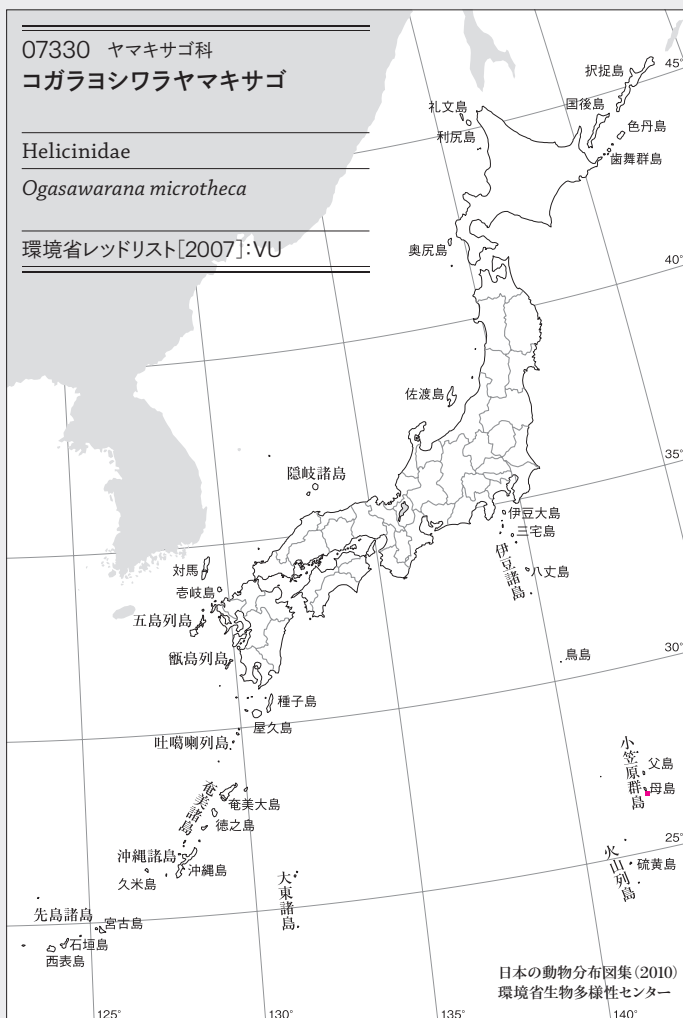 07330 ヤマキサゴ科
コガラヨシワラヤマキサゴ
Helicinidae
Ogasawarana microtheca
環境省レッドリスト[2007]:VU
択捉島
45°
国後島
礼文島
色丹島
利尻島
歯舞群島
奥尻島
40°
佐渡島
35°
隠岐諸島
伊豆大島
三宅島
伊豆諸島
八丈島
対馬
壱岐島
五島列島
甑島列島
鳥島
30°
種子島
屋久島
吐噶喇列島
小笠原群島
父島
母島
奄美諸島
奄美大島
徳之島
25°
沖縄諸島
沖縄島
久米島
火山列島
硫黄島
大東諸島
先島諸島
宮古島
石垣島
西表島
日本の動物分布図集(2010)
環境省生物多様性センター
125°
130°
135°
140°